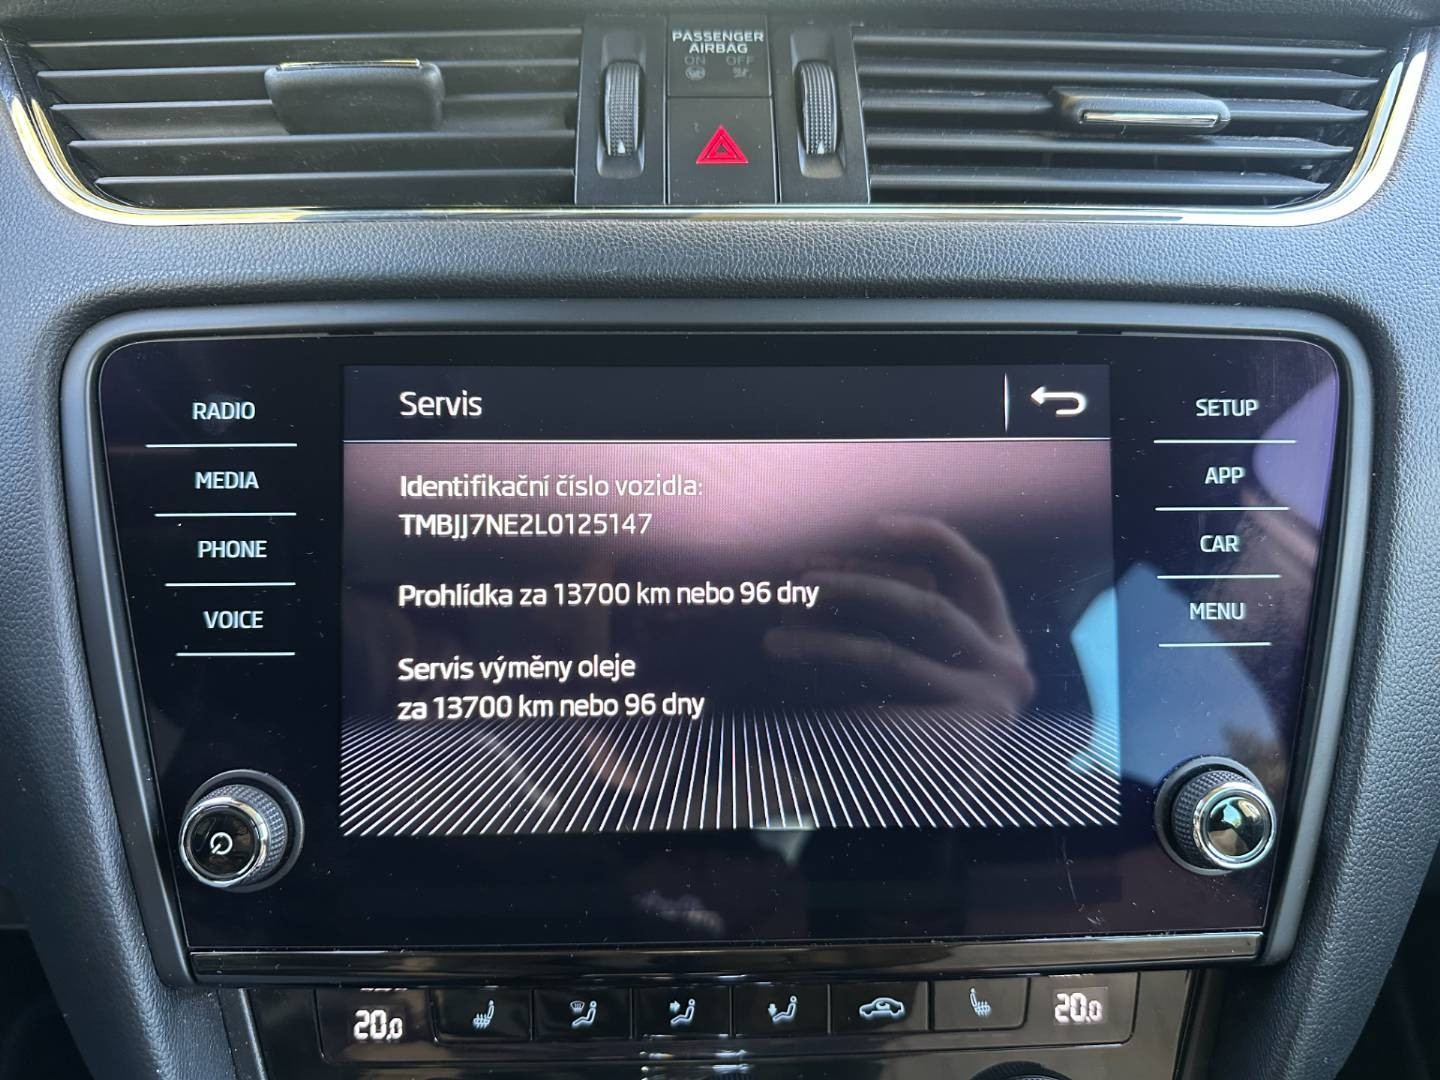 PASSENGER
AIRBAG
ON OFF
Servis
RADIO
MEDIA
PHONE
VOICE
SETUP
APP
CAR
MENU
Identifikační číslo vozidla:
TMBJJ7NE2L0125147
Prohlídka za 13700 km nebo 96 dny
Servis výměny oleje
za 13700 km nebo 96 dny
20,0
20,0